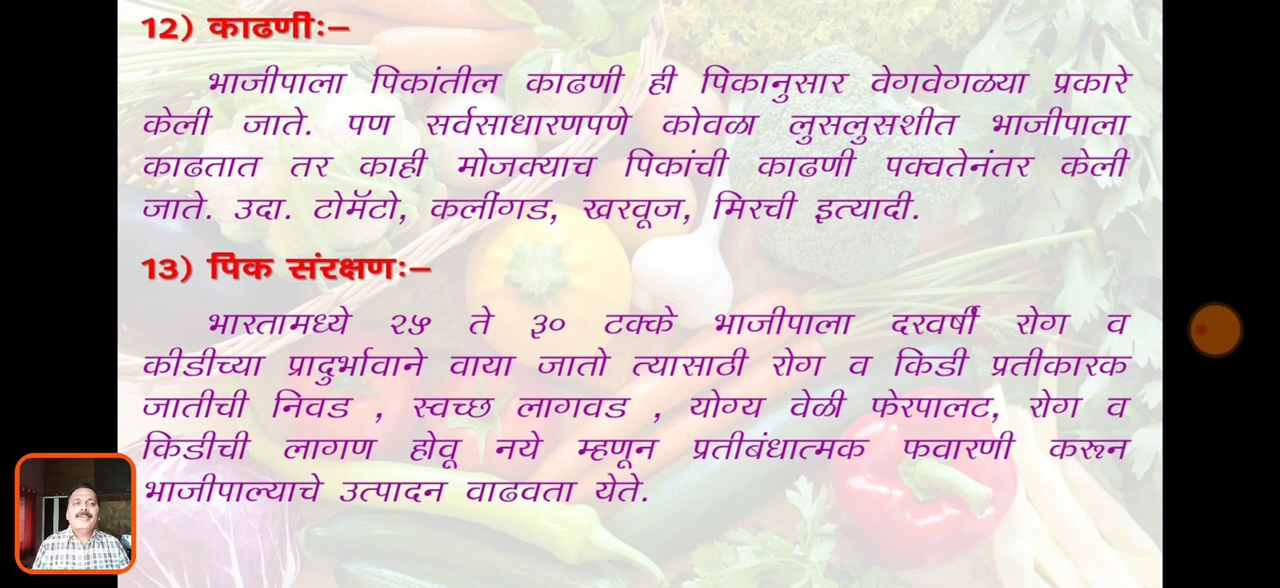 12) काढणी:–
भाजीपाला पिकांतील काढणी ही पिकानुसार वेगवेगळया प्रकारे
केली जाते. पण सर्वसाधारणपणे कोवळा लुसलुसशीत भाजीपाला
काढतात तर काही मोजक्याच पिकांची काढणी पक्वतेनंतर केली
जाते. उदा. टोमॅटो, कलींगड, खरवूज, मिरची इत्यादी.
13) पिक संरक्षण:–
भारतामध्ये २५ ते ३० टक्के भाजीपाला दरवर्षी रोग व
कीडीच्या प्रादुर्भावाने वाया जातो त्यासाठी रोग व किडी प्रतीकारक
जातीची निवड , स्वच्छ लागवड , योग्य वेळी फेरपालट, रोग व
किडीची लागण होवू नये म्हणून प्रतीबंधात्मक फवारणी करून
भाजीपाल्याचे उत्पादन वाढवता येते.